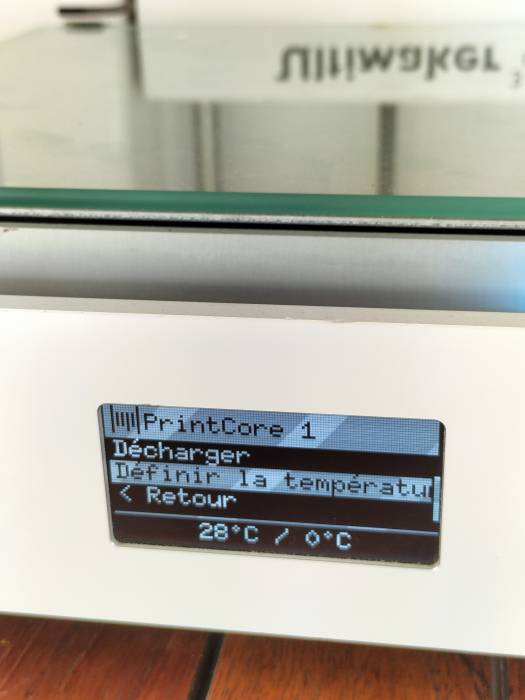 Ultimaker
PrintCore 1
Décharger
Définir la températu
< Retour
28°C / 0°C